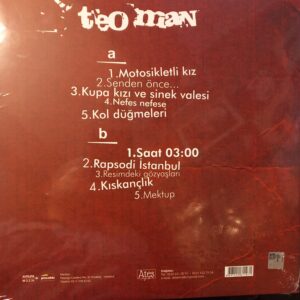 teoman
a
1.Motosikletli kız
2.Senden önce...
3.Kupa kızı ve sinek valesi
4.Nefes nefese
5.Kol düğmeleri
b
1.Saat 03:00
2.Rapsodi İstanbul
3.Resimdeki gözyaşları
4.Kıskançlık
5.Mektup